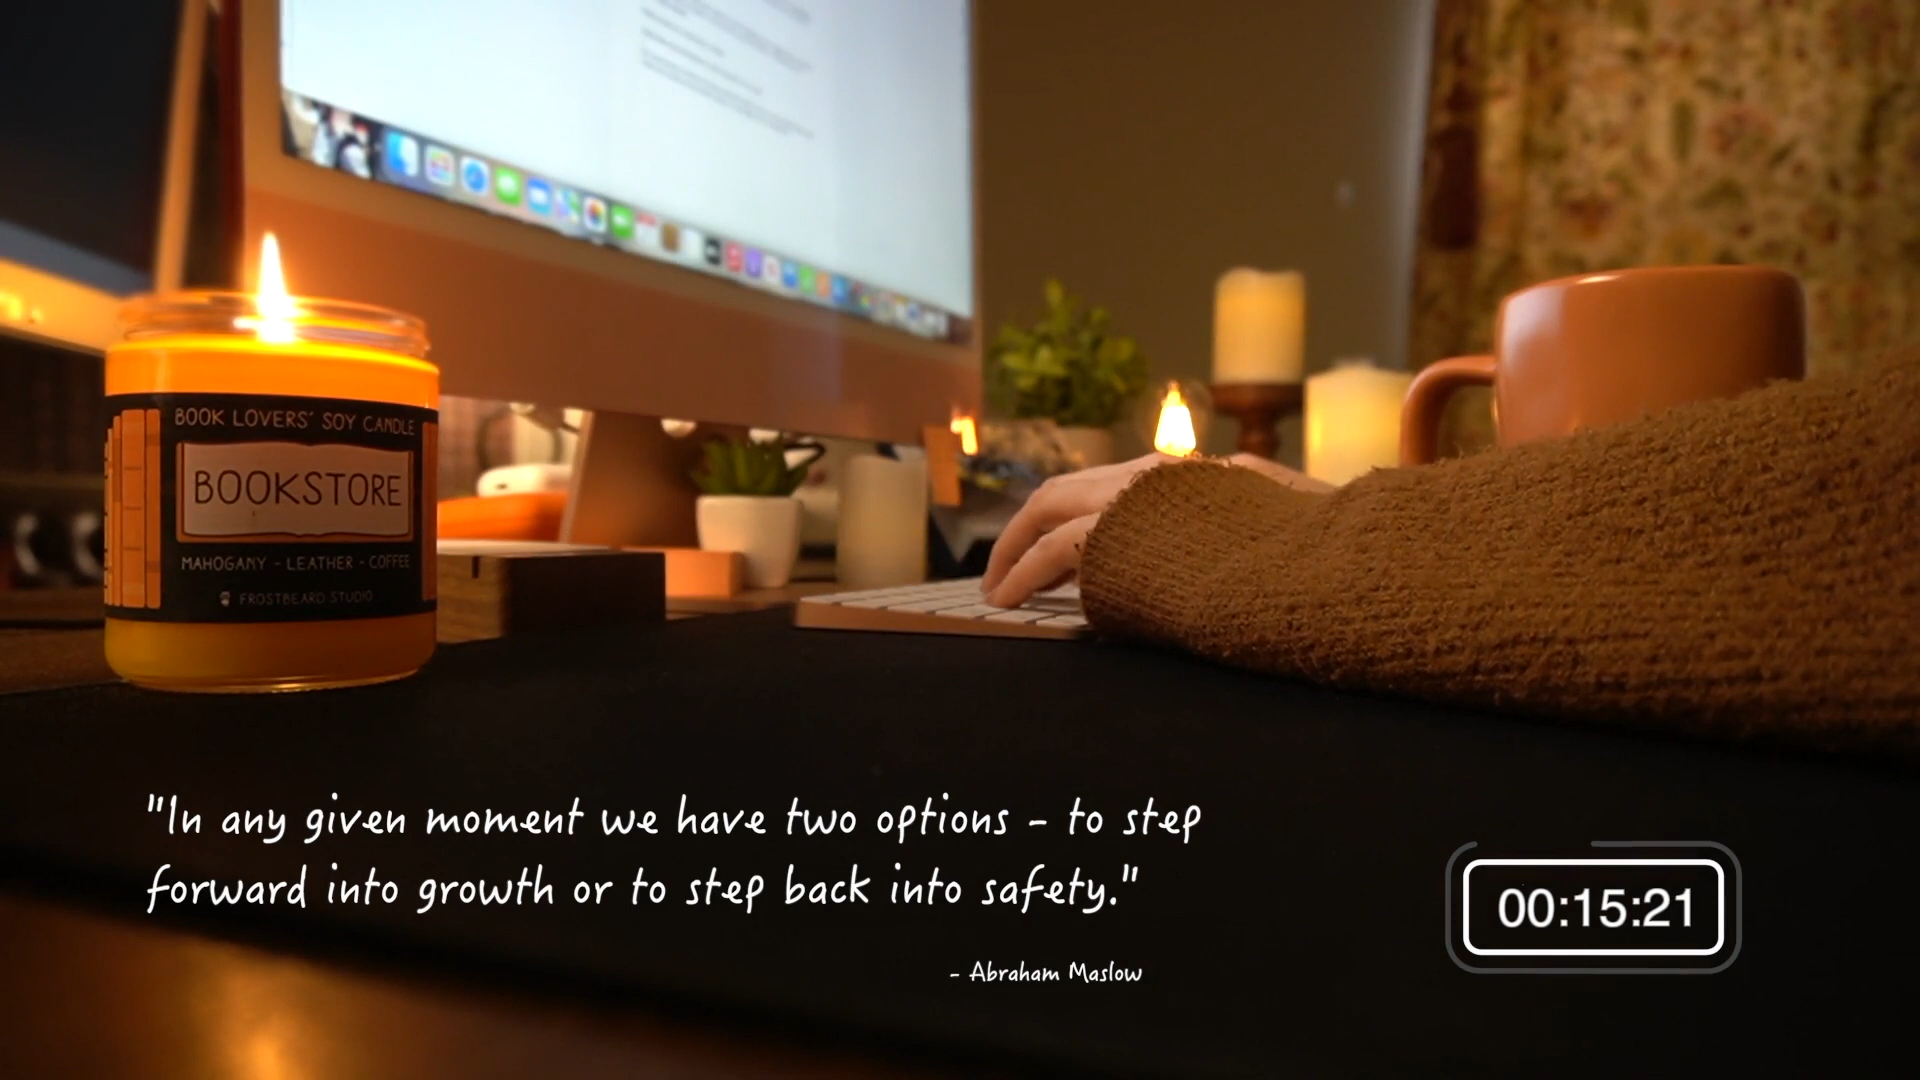 BOOK LOVERS' SOY CANDLE
BOOKSTORE
MAHOGANY - LEATHER - COFFEE
FROSTBEARD STUDIO
"In any given moment we have two options - to step
forward into growth or to step back into safety."
- Abraham Maslow
00:15:21